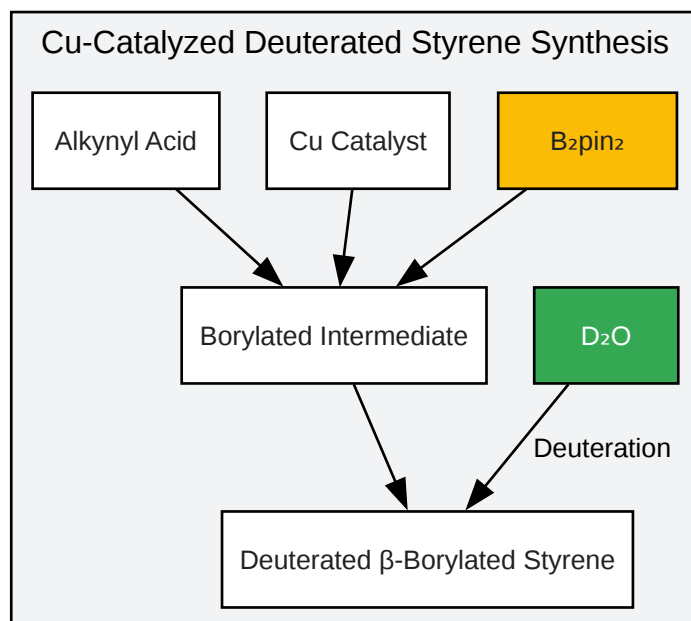 Cu-Catalyzed Deuterated Styrene Synthesis
Alkynyl Acid
Cu Catalyst
B₂pin₂
Borylated Intermediate
D₂O
Deuteration
Deuterated β-Borylated Styrene